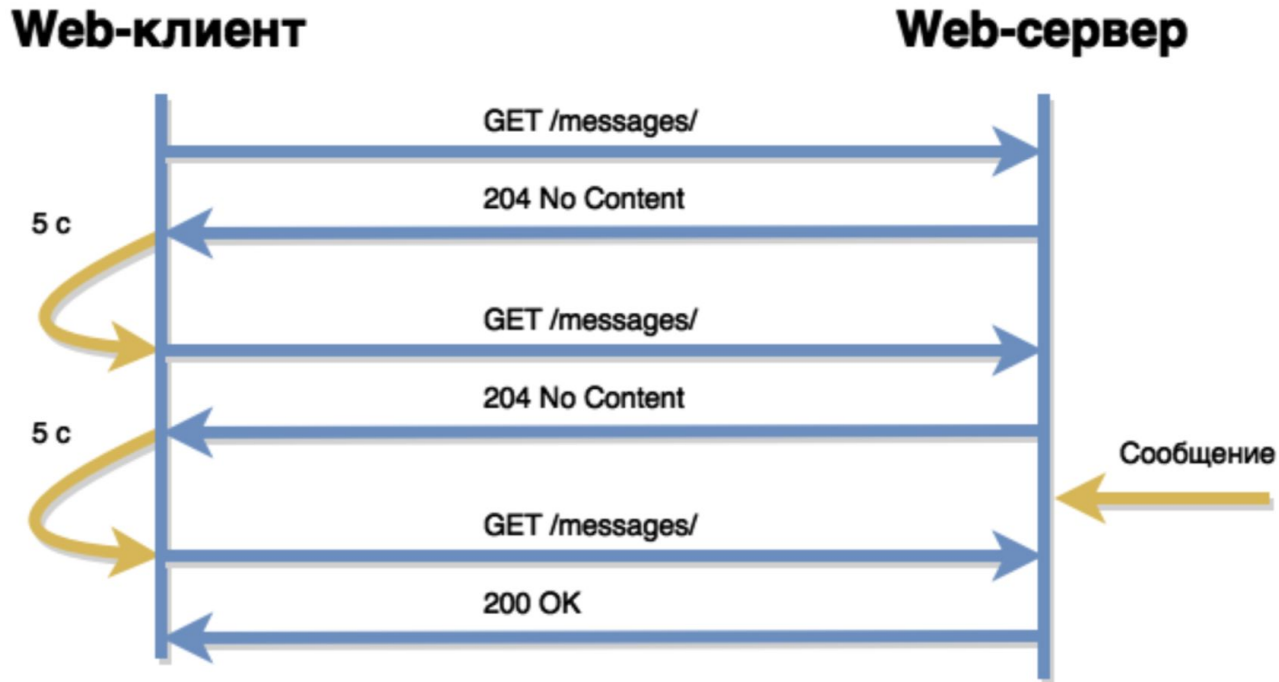 Web-клиент
Web-сервер
GET /messages/
204 No Content
5 с
GET /messages/
204 No Content
5 с
Сообщение
GET /messages/
200 OK